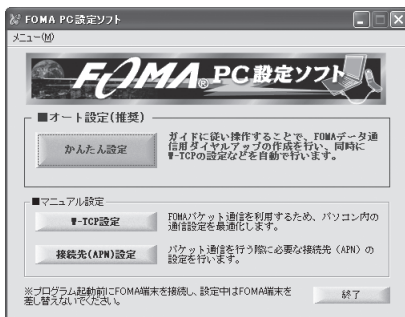 FOMA PC設定ソフト
メニュー(M)
FOMA® PC設定ソフト
■オート設定(推奨)
かんたん設定
ガイドに従い操作することで、FOMAデータ通
信用ダイヤルアップの作成を行い、同時に
W-TCPの設定などを自動で行います。
■マニュアル設定
W-TCP設定
FOMAパケット通信を利用するため、パソコン内の
通信設定を最適化します。
接続先(APN)設定
パケット通信を行う際に必要な接続先(APN)の
設定を行います。
※プログラム起動前にFOMA端末を接続し、設定中はFOMA端末を
差し替えないでください。
終了